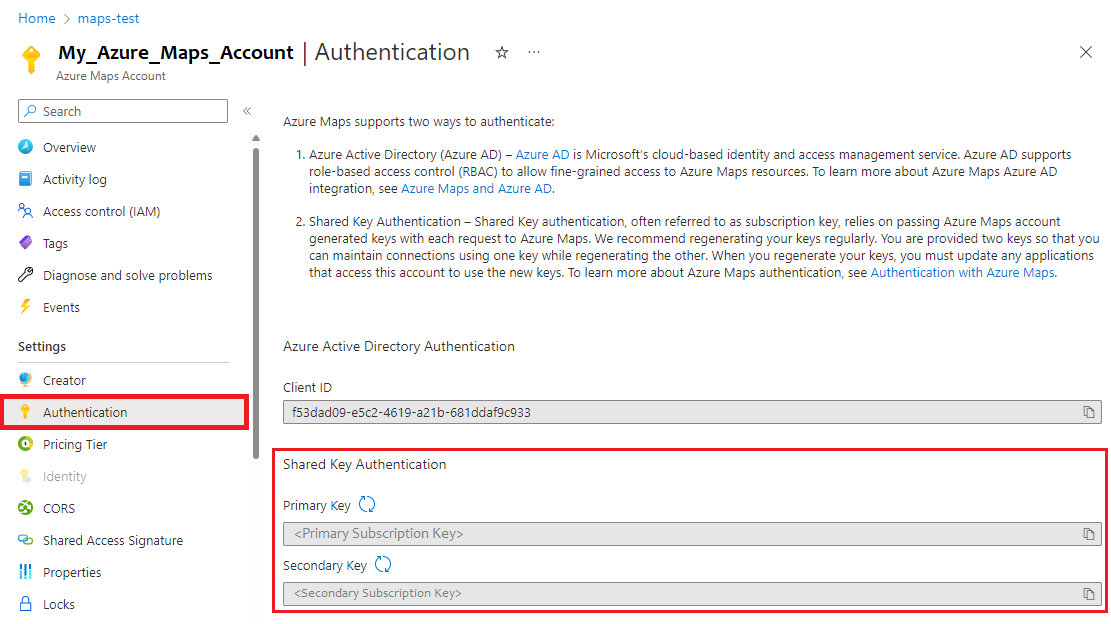 Home > maps-test
My_Azure_Maps_Account | Authentication
Azure Maps Account
Search
Overview
Activity log
Access control (IAM)
Tags
Diagnose and solve problems
Events
Settings
Creator
Authentication
Pricing Tier
Identity
CORS
Shared Access Signature
Properties
Locks
Azure Maps supports two ways to authenticate:
1. Azure Active Directory (Azure AD) – Azure AD is Microsoft's cloud-based identity and access management service. Azure AD supports
role-based access control (RBAC) to allow fine-grained access to Azure Maps resources. To learn more about Azure Maps Azure AD
integration, see Azure Maps and Azure AD.
2. Shared Key Authentication – Shared Key authentication, often referred to as subscription key, relies on passing Azure Maps account
generated keys with each request to Azure Maps. We recommend regenerating your keys regularly. You are provided two keys so that you
can maintain connections using one key while regenerating the other. When you regenerate your keys, you must update any applications
that access this account to use the new keys. To learn more about Azure Maps authentication, see Authentication with Azure Maps.
Azure Active Directory Authentication
Client ID
f53dad09-e5c2-4619-a21b-681ddaf9c933
Shared Key Authentication
Primary Key
<Primary Subscription Key>
Secondary Key
<Secondary Subscription Key>